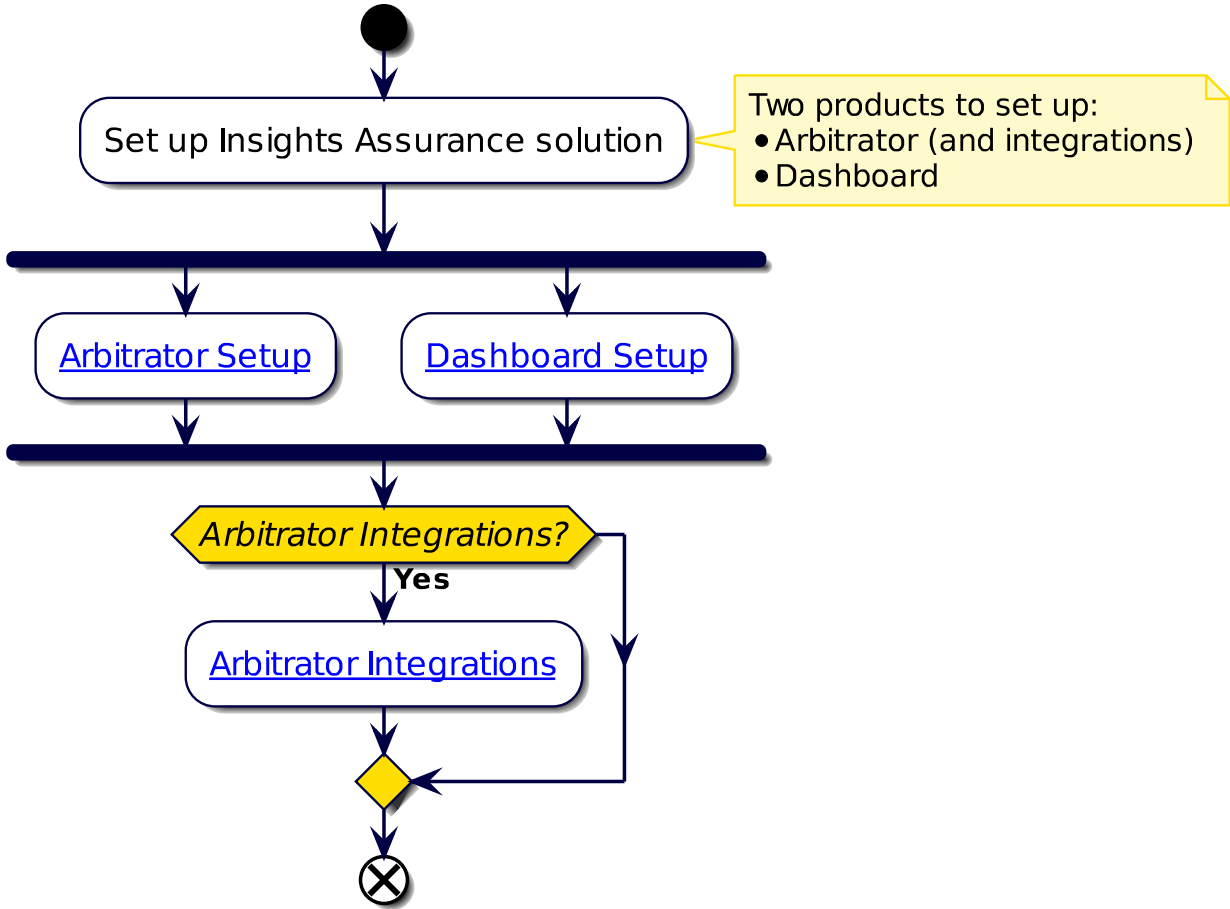 Set up Insights Assurance solution
Two products to set up:
• Arbitrator (and integrations)
• Dashboard
Arbitrator Setup
Dashboard Setup
Arbitrator Integrations?
Yes
Arbitrator Integrations